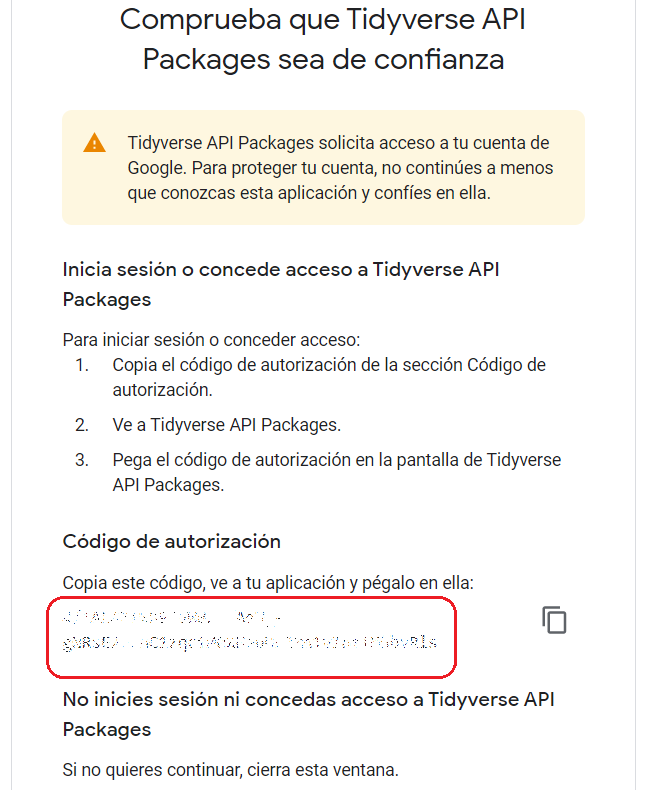 Comprueba que Tidyverse API
Packages sea de confianza
Tidyverse API Packages solicita acceso a tu cuenta de
Google. Para proteger tu cuenta, no continúes a menos
que conozcas esta aplicación y confíes en ella.
Inicia sesión o concede acceso a Tidyverse API
Packages
Para iniciar sesión o conceder acceso:
1. Copia el código de autorización de la sección Código de
autorización.
2. Ve a Tidyverse API Packages.
3. Pega el código de autorización en la pantalla de Tidyverse
API Packages.
Código de autorización
Copia este código, ve a tu aplicación y pégalo en ella:
No inicies sesión ni concedas acceso a Tidyverse API
Packages
Si no quieres continuar, cierra esta ventana.